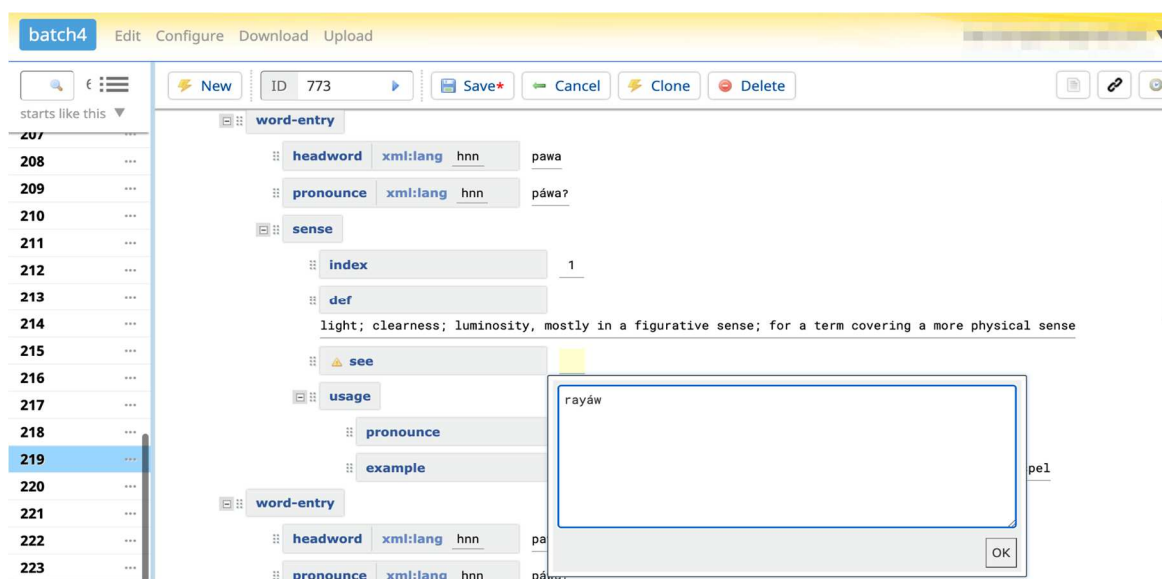 batch4 Edit Configure Download Upload
New ID 773 Save* Cancel Clone Delete
starts like this ▼
207 ...
208 ...
209 ...
210 ...
211 ...
212 ...
213 ...
214 ...
215 ...
216 ...
217 ...
218 ...
219 ...
220 ...
221 ...
222 ...
223 ...
word-entry
headword xml:lang hnn pawa
pronounce xml:lang hnn páwa?
sense
index 1
def
light; clearness; luminosity, mostly in a figurative sense; for a term covering a more physical sense
see
rayáw
usage
pronounce
example pel
word-entry
headword xml:lang hnn pa
OK
pronounce xml:lang hnn